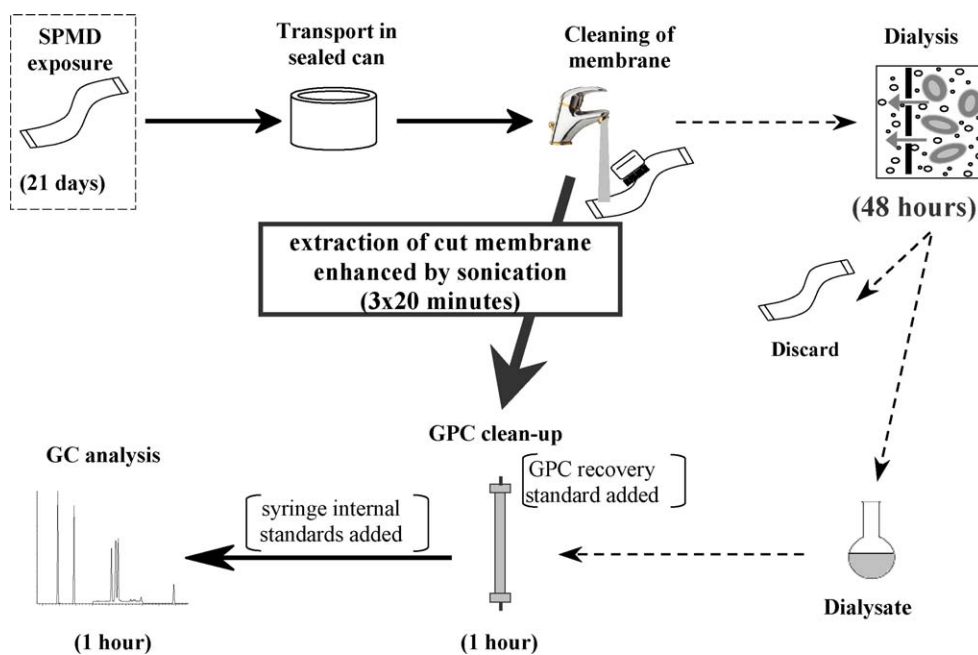 SPMD
exposure
(21 days)
Transport in
sealed can
Cleaning of
membrane
Dialysis
(48 hours)
extraction of cut membrane
enhanced by sonication
(3x20 minutes)
Discard
GPC clean-up
GPC recovery
standard added
GC analysis
syringe internal
standards added
Dialysate
(1 hour)
(1 hour)